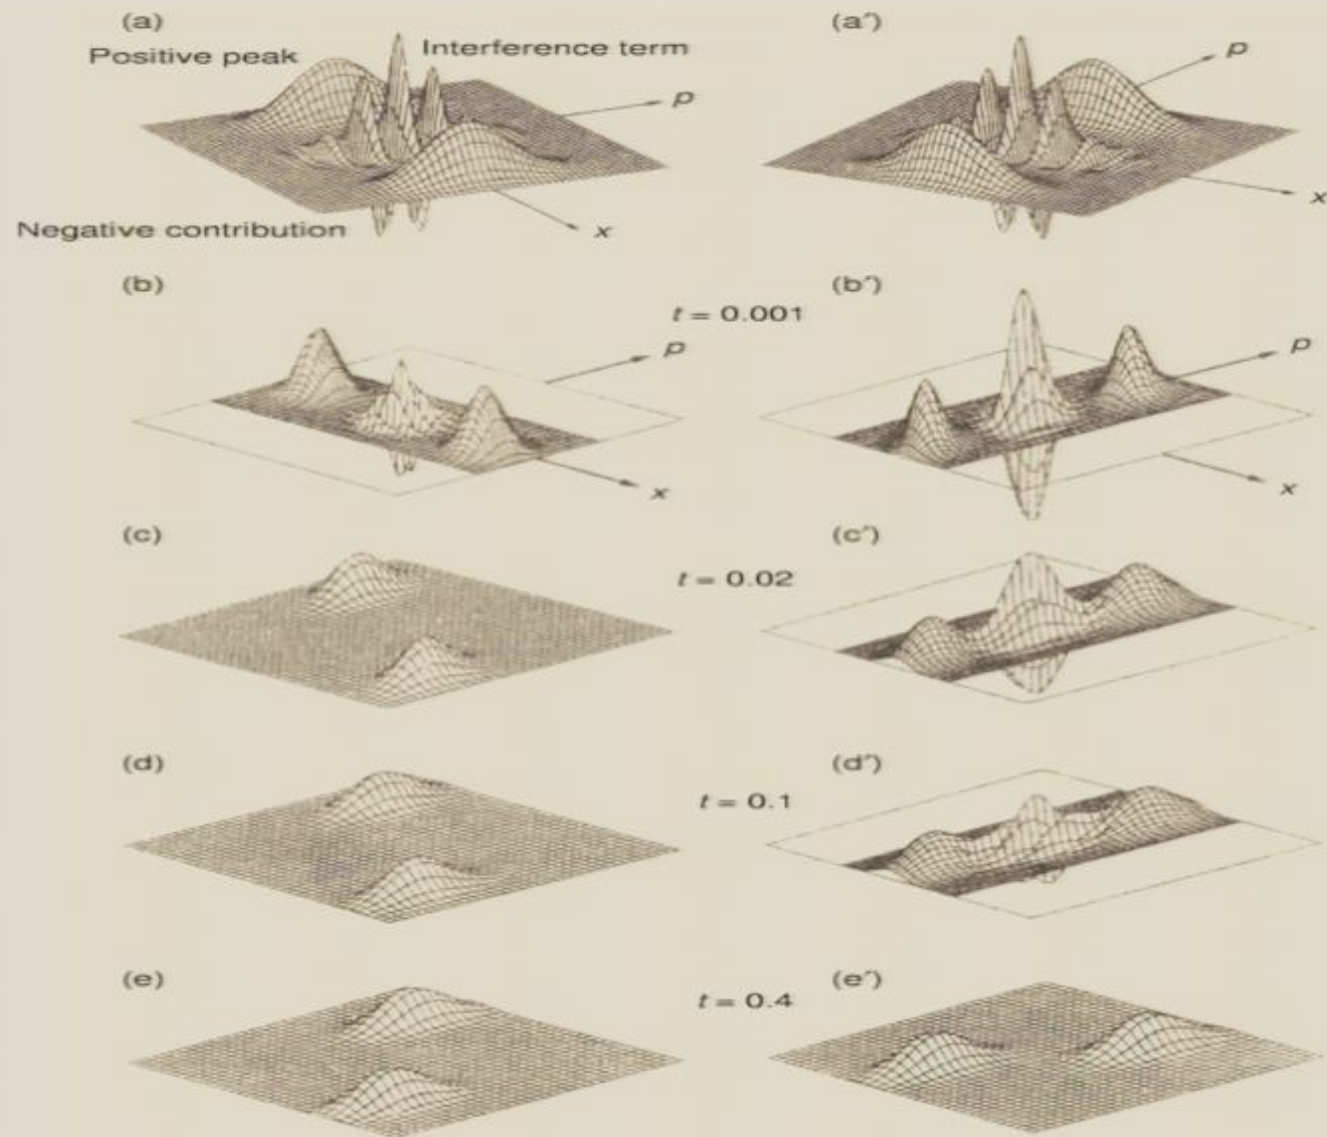 (a)
(a′)
Positive peak
Interference term
p
p
x
x
Negative contribution
(b)
(b′)
t = 0.001
p
p
x
x
(c)
(c′)
t = 0.02
(d)
(d′)
t = 0.1
(e)
(e′)
t = 0.4